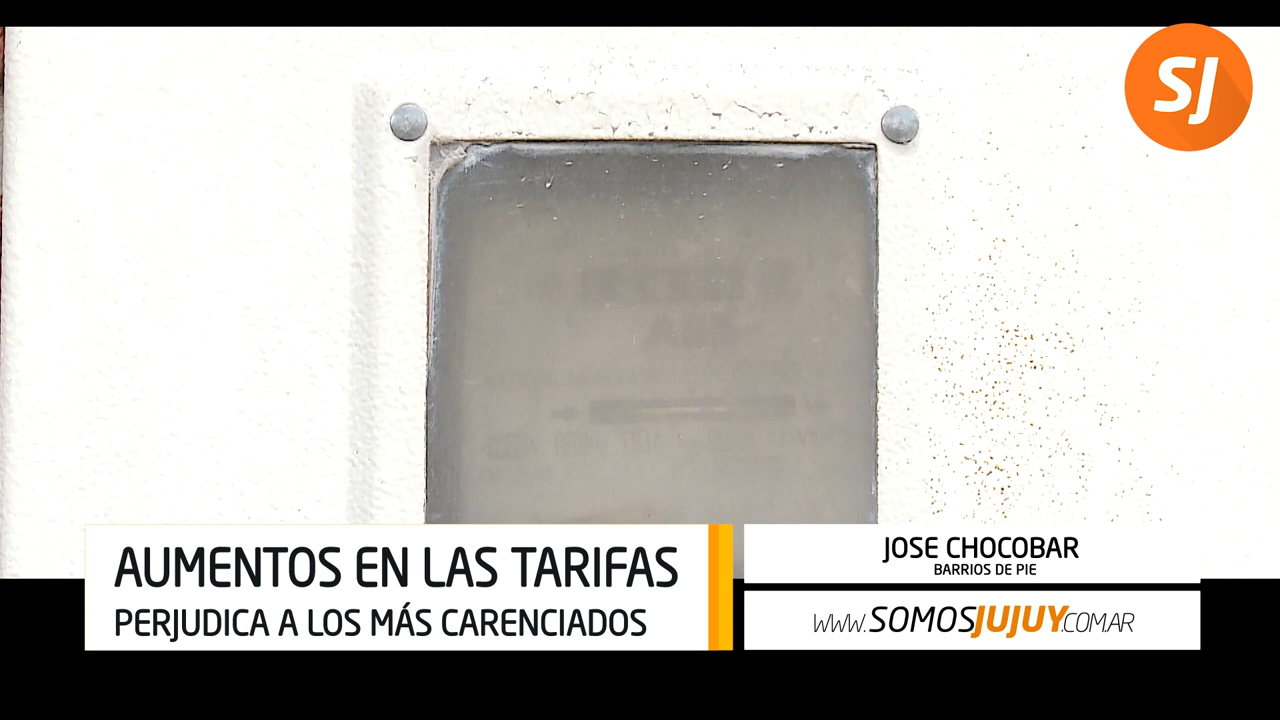 SJ
AUMENTOS EN LAS TARIFAS
PERJUDICA A LOS MÁS CARENCIADOS
JOSE CHOCOBAR
BARRIOS DE PIE
WWW.SOMOSJUJUY.COM.AR